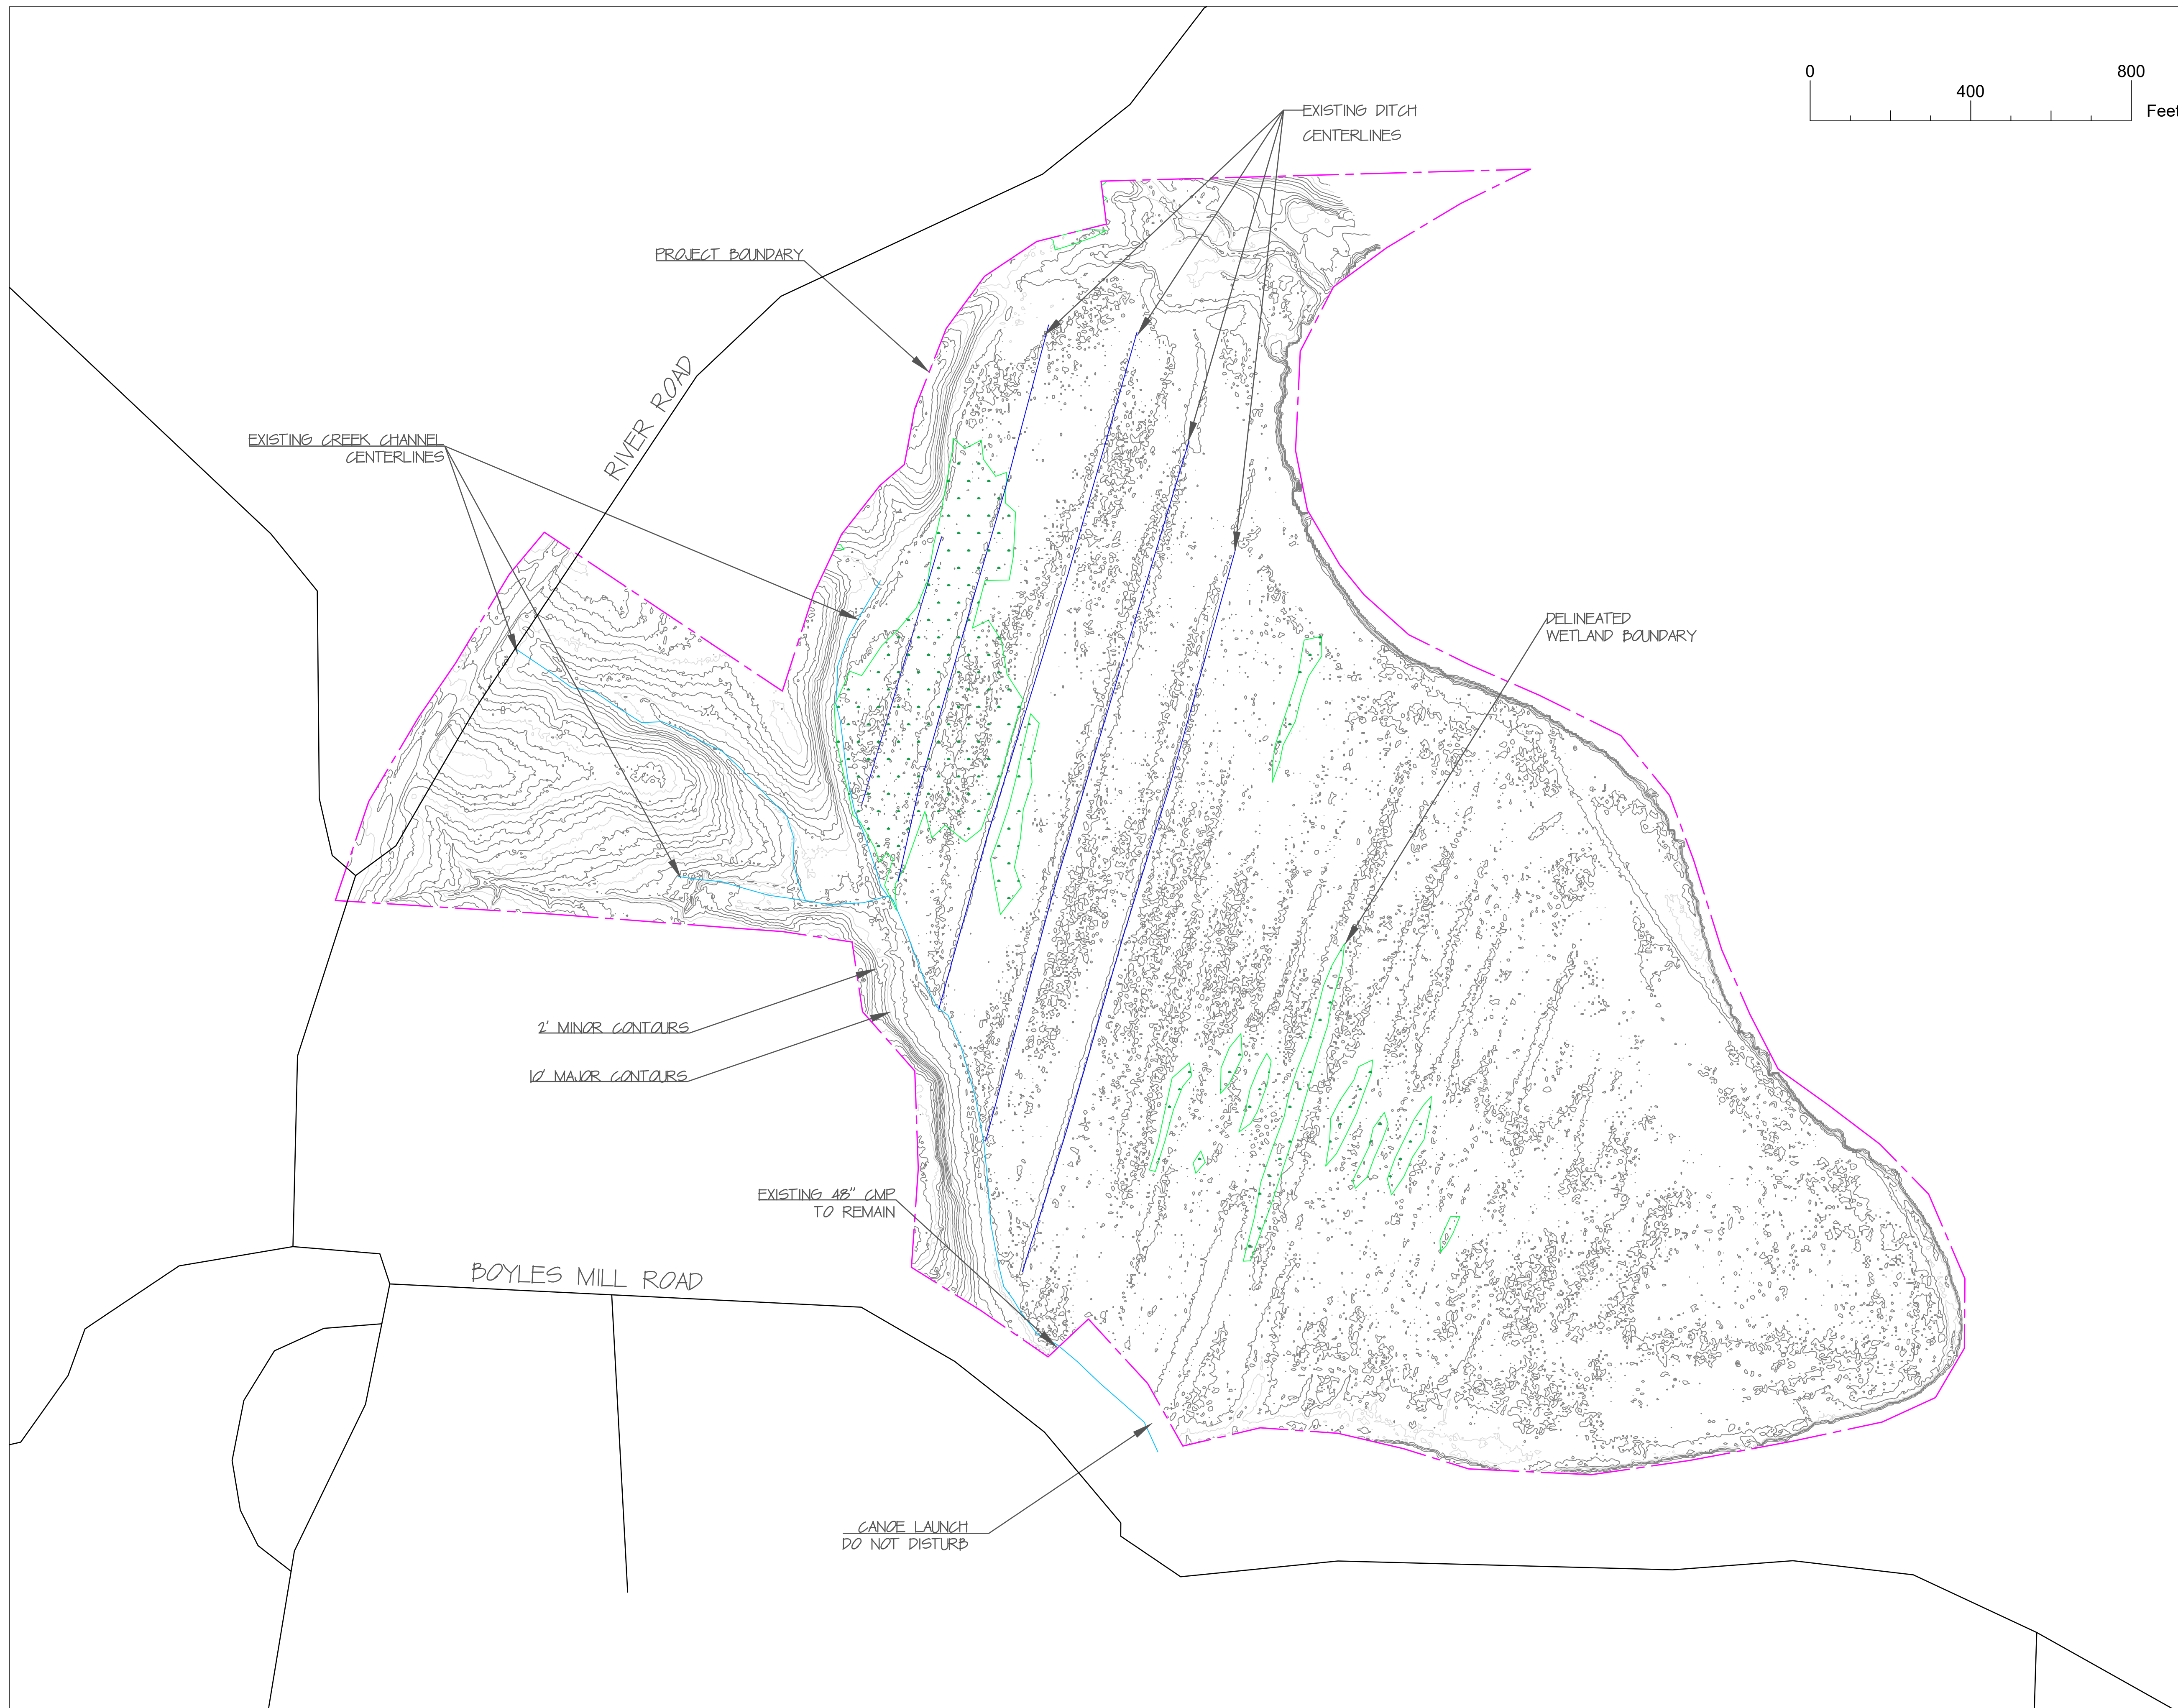 0
800
400
Feet
EXISTING DITCH
CENTERLINES
PROJECT BOUNDARY
RIVER ROAD
EXISTING CREEK CHANNEL
CENTERLINES
DELINEATED
WETLAND BOUNDARY
2' MINOR CONTOURS
10' MAJOR CONTOURS
EXISTING 48" CMP
TO REMAIN
BOYLES MILL ROAD
CANOE LAUNCH
DO NOT DISTURB